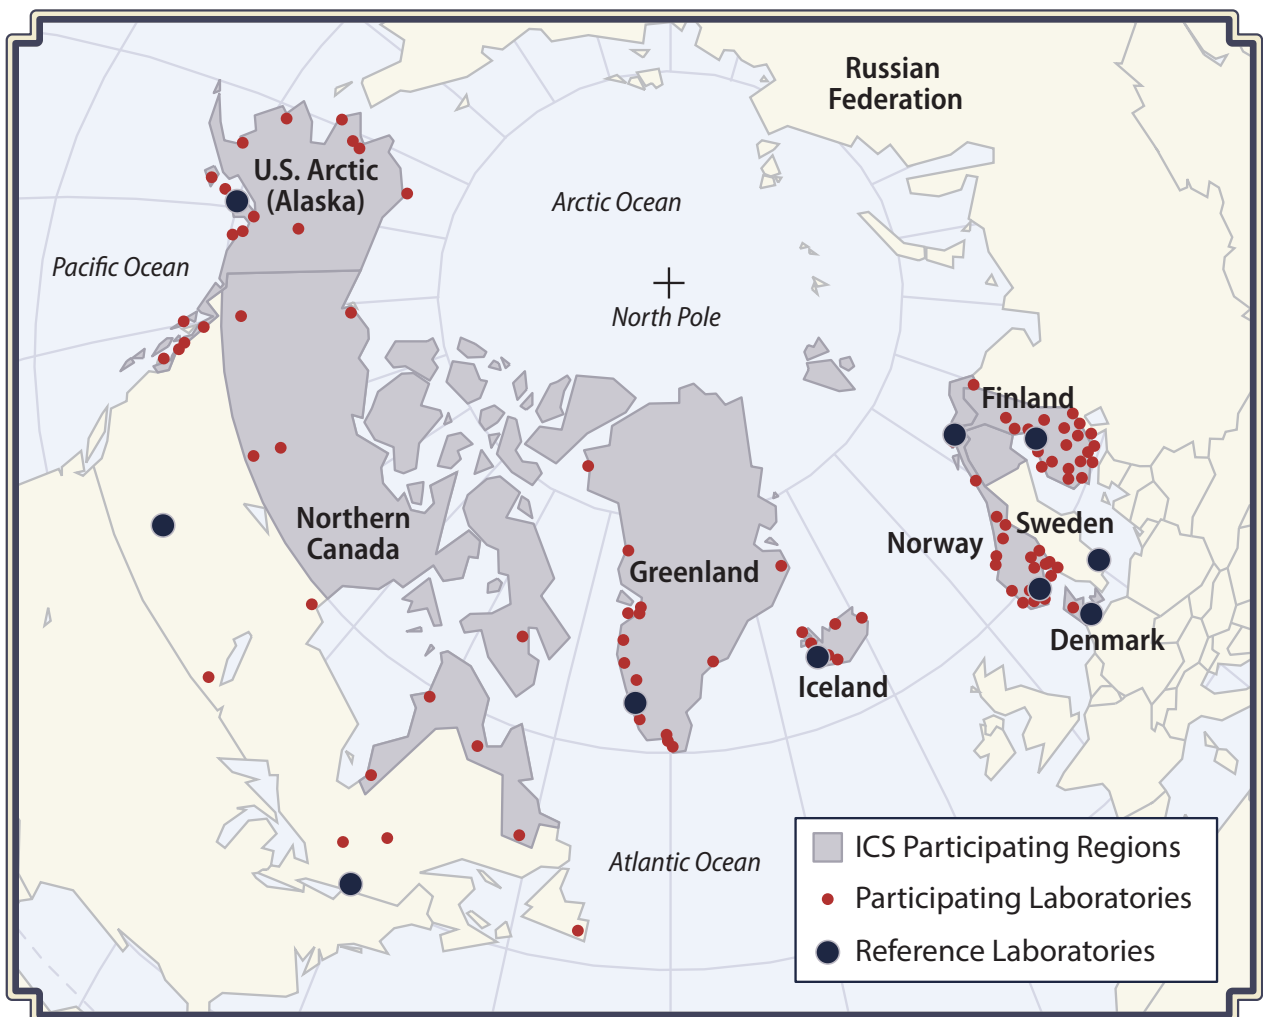 Russian
Federation
U.S. Arctic
(Alaska)
Arctic Ocean
Pacific Ocean
North Pole
Finland
Northern
Canada
Sweden
Norway
Greenland
Denmark
Iceland
Atlantic Ocean
ICS Participating Regions
Participating Laboratories
Reference Laboratories